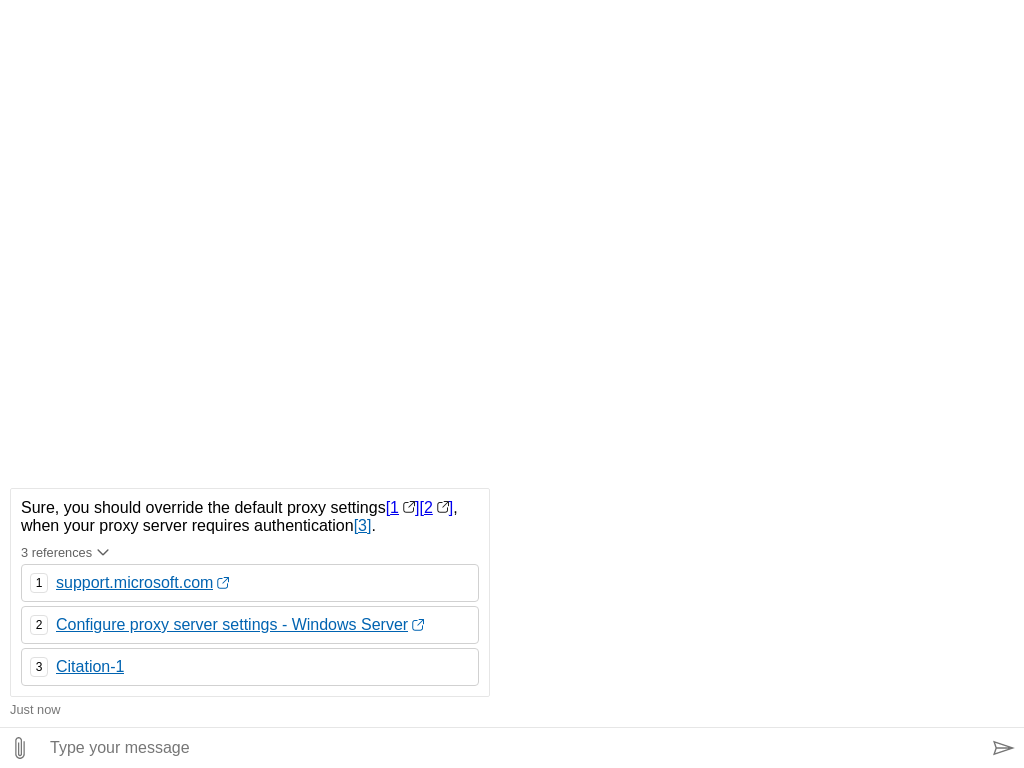 Sure, you should override the default proxy settings[1][2],
when your proxy server requires authentication[3].
3 references
1 support.microsoft.com
2 Configure proxy server settings - Windows Server
3 Citation-1
Just now
Type your message